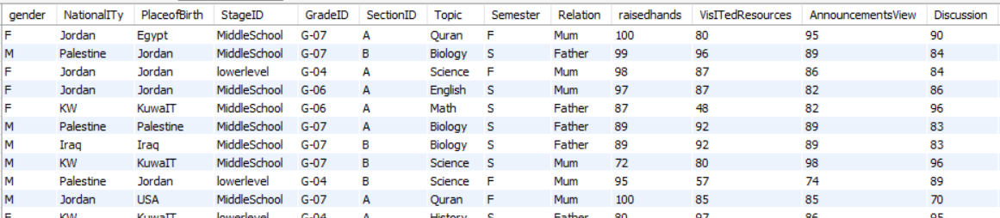 gender NationalITy PlaceofBirth StageID GradeID SectionID Topic Semester Relation raisedhands VisITedResources AnnouncementsView Discussion
F Jordan Egypt MiddleSchool G-07 A Quran F Mum 100 80 95 90
M Palestine Jordan MiddleSchool G-07 B Biology S Father 99 96 89 84
F Jordan Jordan lowerlevel G-04 A Science F Mum 98 87 86 84
F Jordan Jordan MiddleSchool G-06 A English S Mum 97 87 82 86
F KW KuwaIT MiddleSchool G-06 A Math S Father 87 48 82 96
M Palestine Palestine MiddleSchool G-07 A Biology S Father 89 92 89 83
M Iraq Iraq MiddleSchool G-07 B Biology S Father 89 92 89 83
M KW KuwaIT MiddleSchool G-07 B Science S Mum 72 80 98 96
M Palestine Jordan lowerlevel G-04 B Science F Mum 95 57 74 89
M Jordan USA MiddleSchool G-07 A Quran F Mum 100 85 85 70
F KW KuwaIT lowerlevel G-04 A History S Father 80 97 86 95